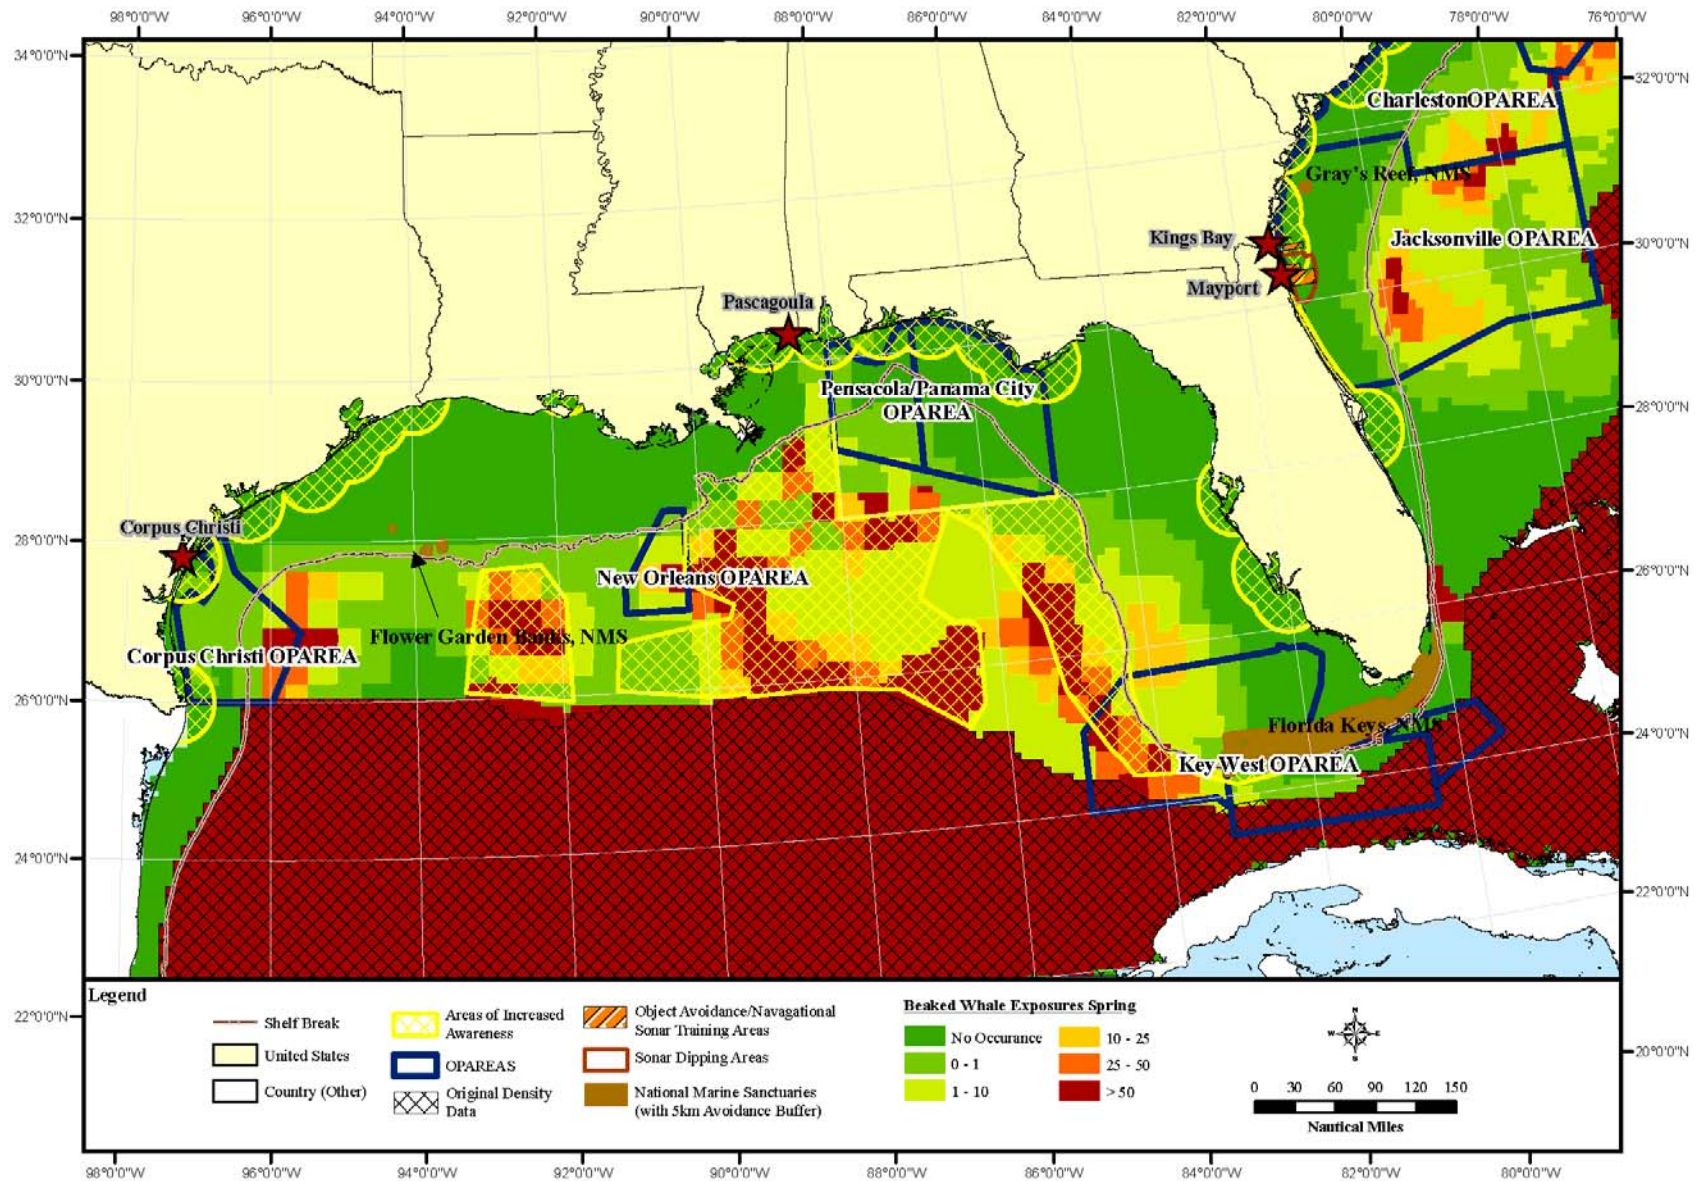 98°0'0"W 96°0'0"W 94°0'0"W 92°0'0"W 90°0'0"W 88°0'0"W 86°0'0"W 84°0'0"W 82°0'0"W 80°0'0"W 78°0'0"W 76°0'0"W
34°0'0"N
32°0'0"N
CharlestonOPAREA
Gray's Reef, NMS
32°0'0"N
Kings Bay
Jacksonville OPAREA
30°0'0"N
Mayport
Pascagoula
30°0'0"N
Pensacola/Panama City
OPAREA
28°0'0"N
Corpus Christi
28°0'0"N
New Orleans OPAREA
26°0'0"N
Flower Garden Banks, NMS
Corpus Christi OPAREA
26°0'0"N
Florida Keys, NMS
24°0'0"N
Key West OPAREA
24°0'0"N
22°0'0"N
Legend
Shelf Break
United States
Country (Other)
Areas of Increased
Awareness
OPAREAS
Original Density
Data
Object Avoidance/Navagational
Sonar Training Areas
Sonar Dipping Areas
National Marine Sanctuaries
(with 5km Avoidance Buffer)
Beaked Whale Exposures Spring
No Occurance
0 - 1
1 - 10
10 - 25
25 - 50
> 50
N
W E
S
0 30 60 90 120 150
Nautical Miles
22°0'0"N
20°0'0"N
98°0'0"W 96°0'0"W 94°0'0"W 92°0'0"W 90°0'0"W 88°0'0"W 86°0'0"W 84°0'0"W 82°0'0"W 80°0'0"W